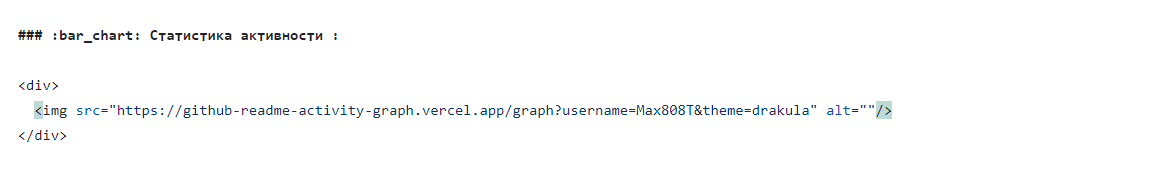 ### :bar_chart: Статистика активности :
<div>
<img src="https://github-readme-activity-graph.vercel.app/graph?username=Max808T&theme=drakula" alt=""/>
</div>